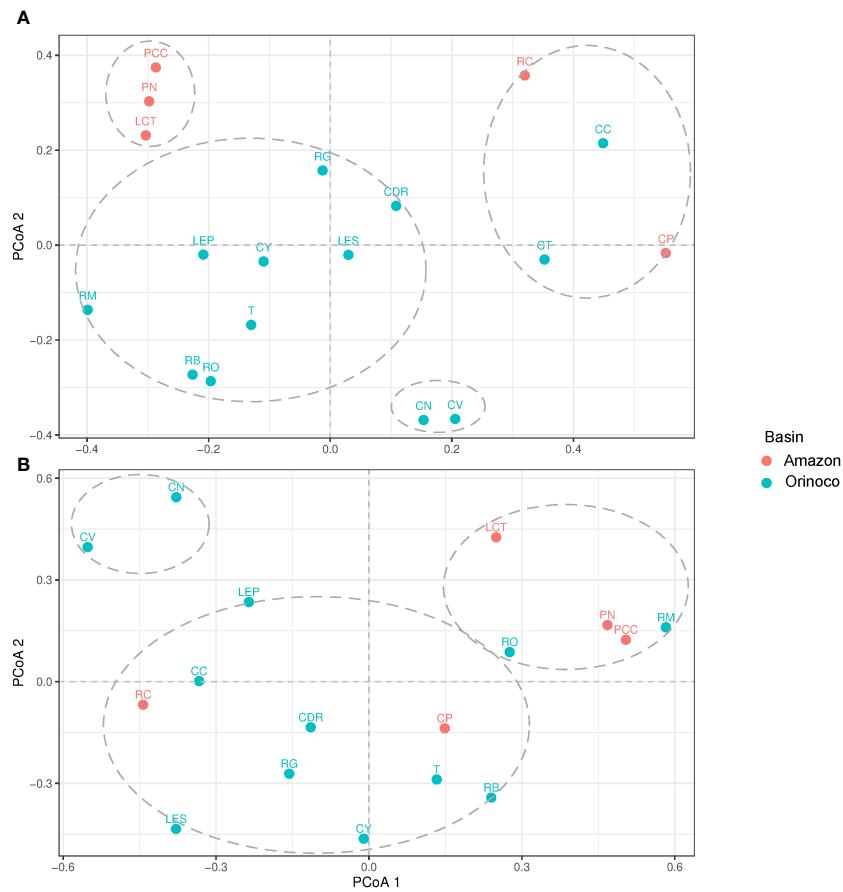 A
PCC
PN
LCT
RC
CC
RG
CDR
LEP
CY
LES
CT
CP
RM
T
RB
RO
CN
CV
0.4
0.2
0.0
−0.2
−0.4
PCoA 2
−0.4
−0.2
0.0
0.2
0.4
Basin
Amazon
Orinoco
B
CN
CV
LCT
LEP
PN
PCC
RM
RO
CC
RC
CDR
CP
RG
T
RB
LES
CY
0.6
0.3
0.0
−0.3
PCoA 2
−0.6
−0.3
0.0
0.3
0.6
PCoA 1